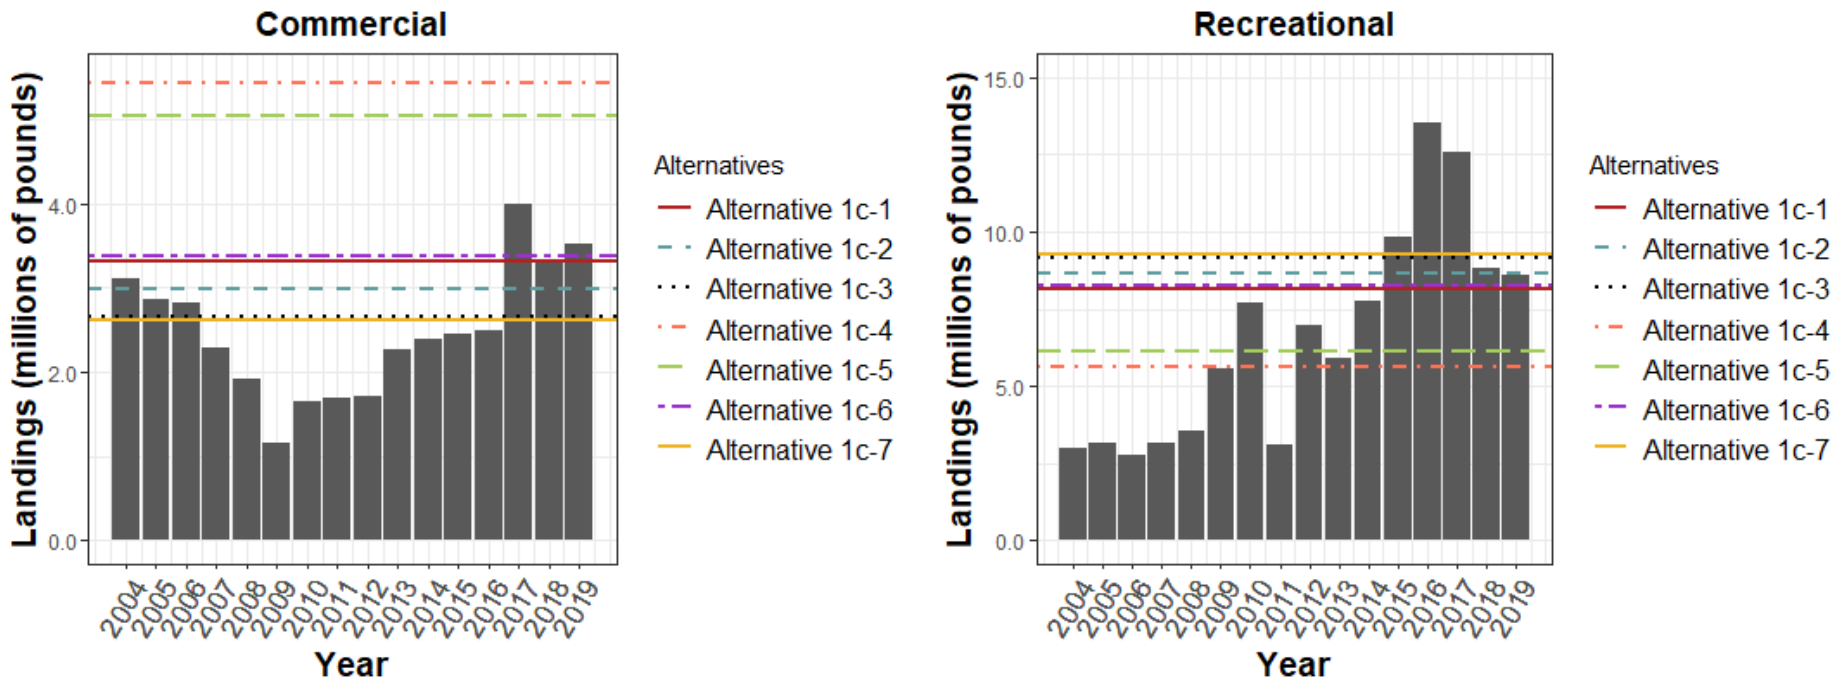 Commercial
Landings (millions of pounds)
4.0
2.0
0.0
2004
2005
2006
2007
2008
2009
2010
2011
2012
2013
2014
2015
2016
2017
2018
2019
Year
Alternatives
Alternative 1c-1
Alternative 1c-2
Alternative 1c-3
Alternative 1c-4
Alternative 1c-5
Alternative 1c-6
Alternative 1c-7
Recreational
Landings (millions of pounds)
15.0
10.0
5.0
0.0
2004
2005
2006
2007
2008
2009
2010
2011
2012
2013
2014
2015
2016
2017
2018
2019
Year
Alternatives
Alternative 1c-1
Alternative 1c-2
Alternative 1c-3
Alternative 1c-4
Alternative 1c-5
Alternative 1c-6
Alternative 1c-7